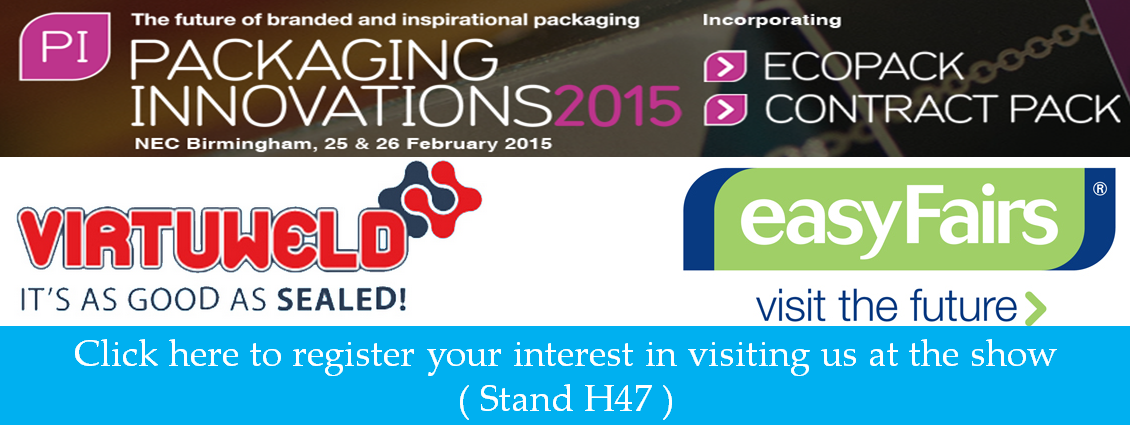 The future of branded and inspirational packaging
PI
PACKAGING
INNOVATIONS2015
NEC Birmingham, 25 & 26 February 2015
Incorporating
ECOPACK
CONTRACT PACK
VIRTUWELD
IT'S AS GOOD AS SEALED!
easyFairs®
visit the future
Click here to register your interest in visiting us at the show
( Stand H47 )